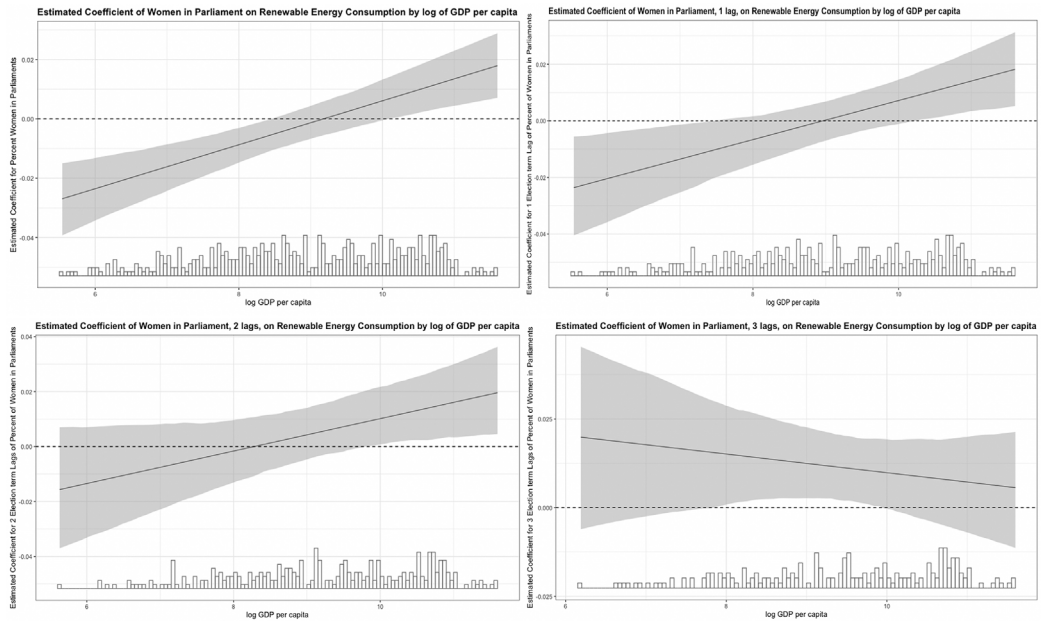 Estimated Coefficient of Women in Parliament on Renewable Energy Consumption by log of GDP per capita
Estimated Coefficient for Percent Women in Parliaments
0.02
0.00
-0.02
-0.04
6
8
10
log GDP per capita
Estimated Coefficient of Women in Parliament, 1 lag, on Renewable Energy Consumption by log of GDP per capita
Estimated Coefficient for 1 Election term Lag of Percent of Women in Parliaments
0.02
0.00
-0.02
-0.04
6
8
10
log GDP per capita
Estimated Coefficient of Women in Parliament, 2 lags, on Renewable Energy Consumption by log of GDP per capita
Estimated Coefficient for 2 Election term Lags of Percent of Women in Parliaments
0.04
0.02
0.00
-0.02
-0.04
6
8
10
log GDP per capita
Estimated Coefficient of Women in Parliament, 3 lags, on Renewable Energy Consumption by log of GDP per capita
Estimated Coefficient for 3 Election term Lags of Percent of Women in Parliaments
0.025
0.000
-0.025
6
8
10
log GDP per capita